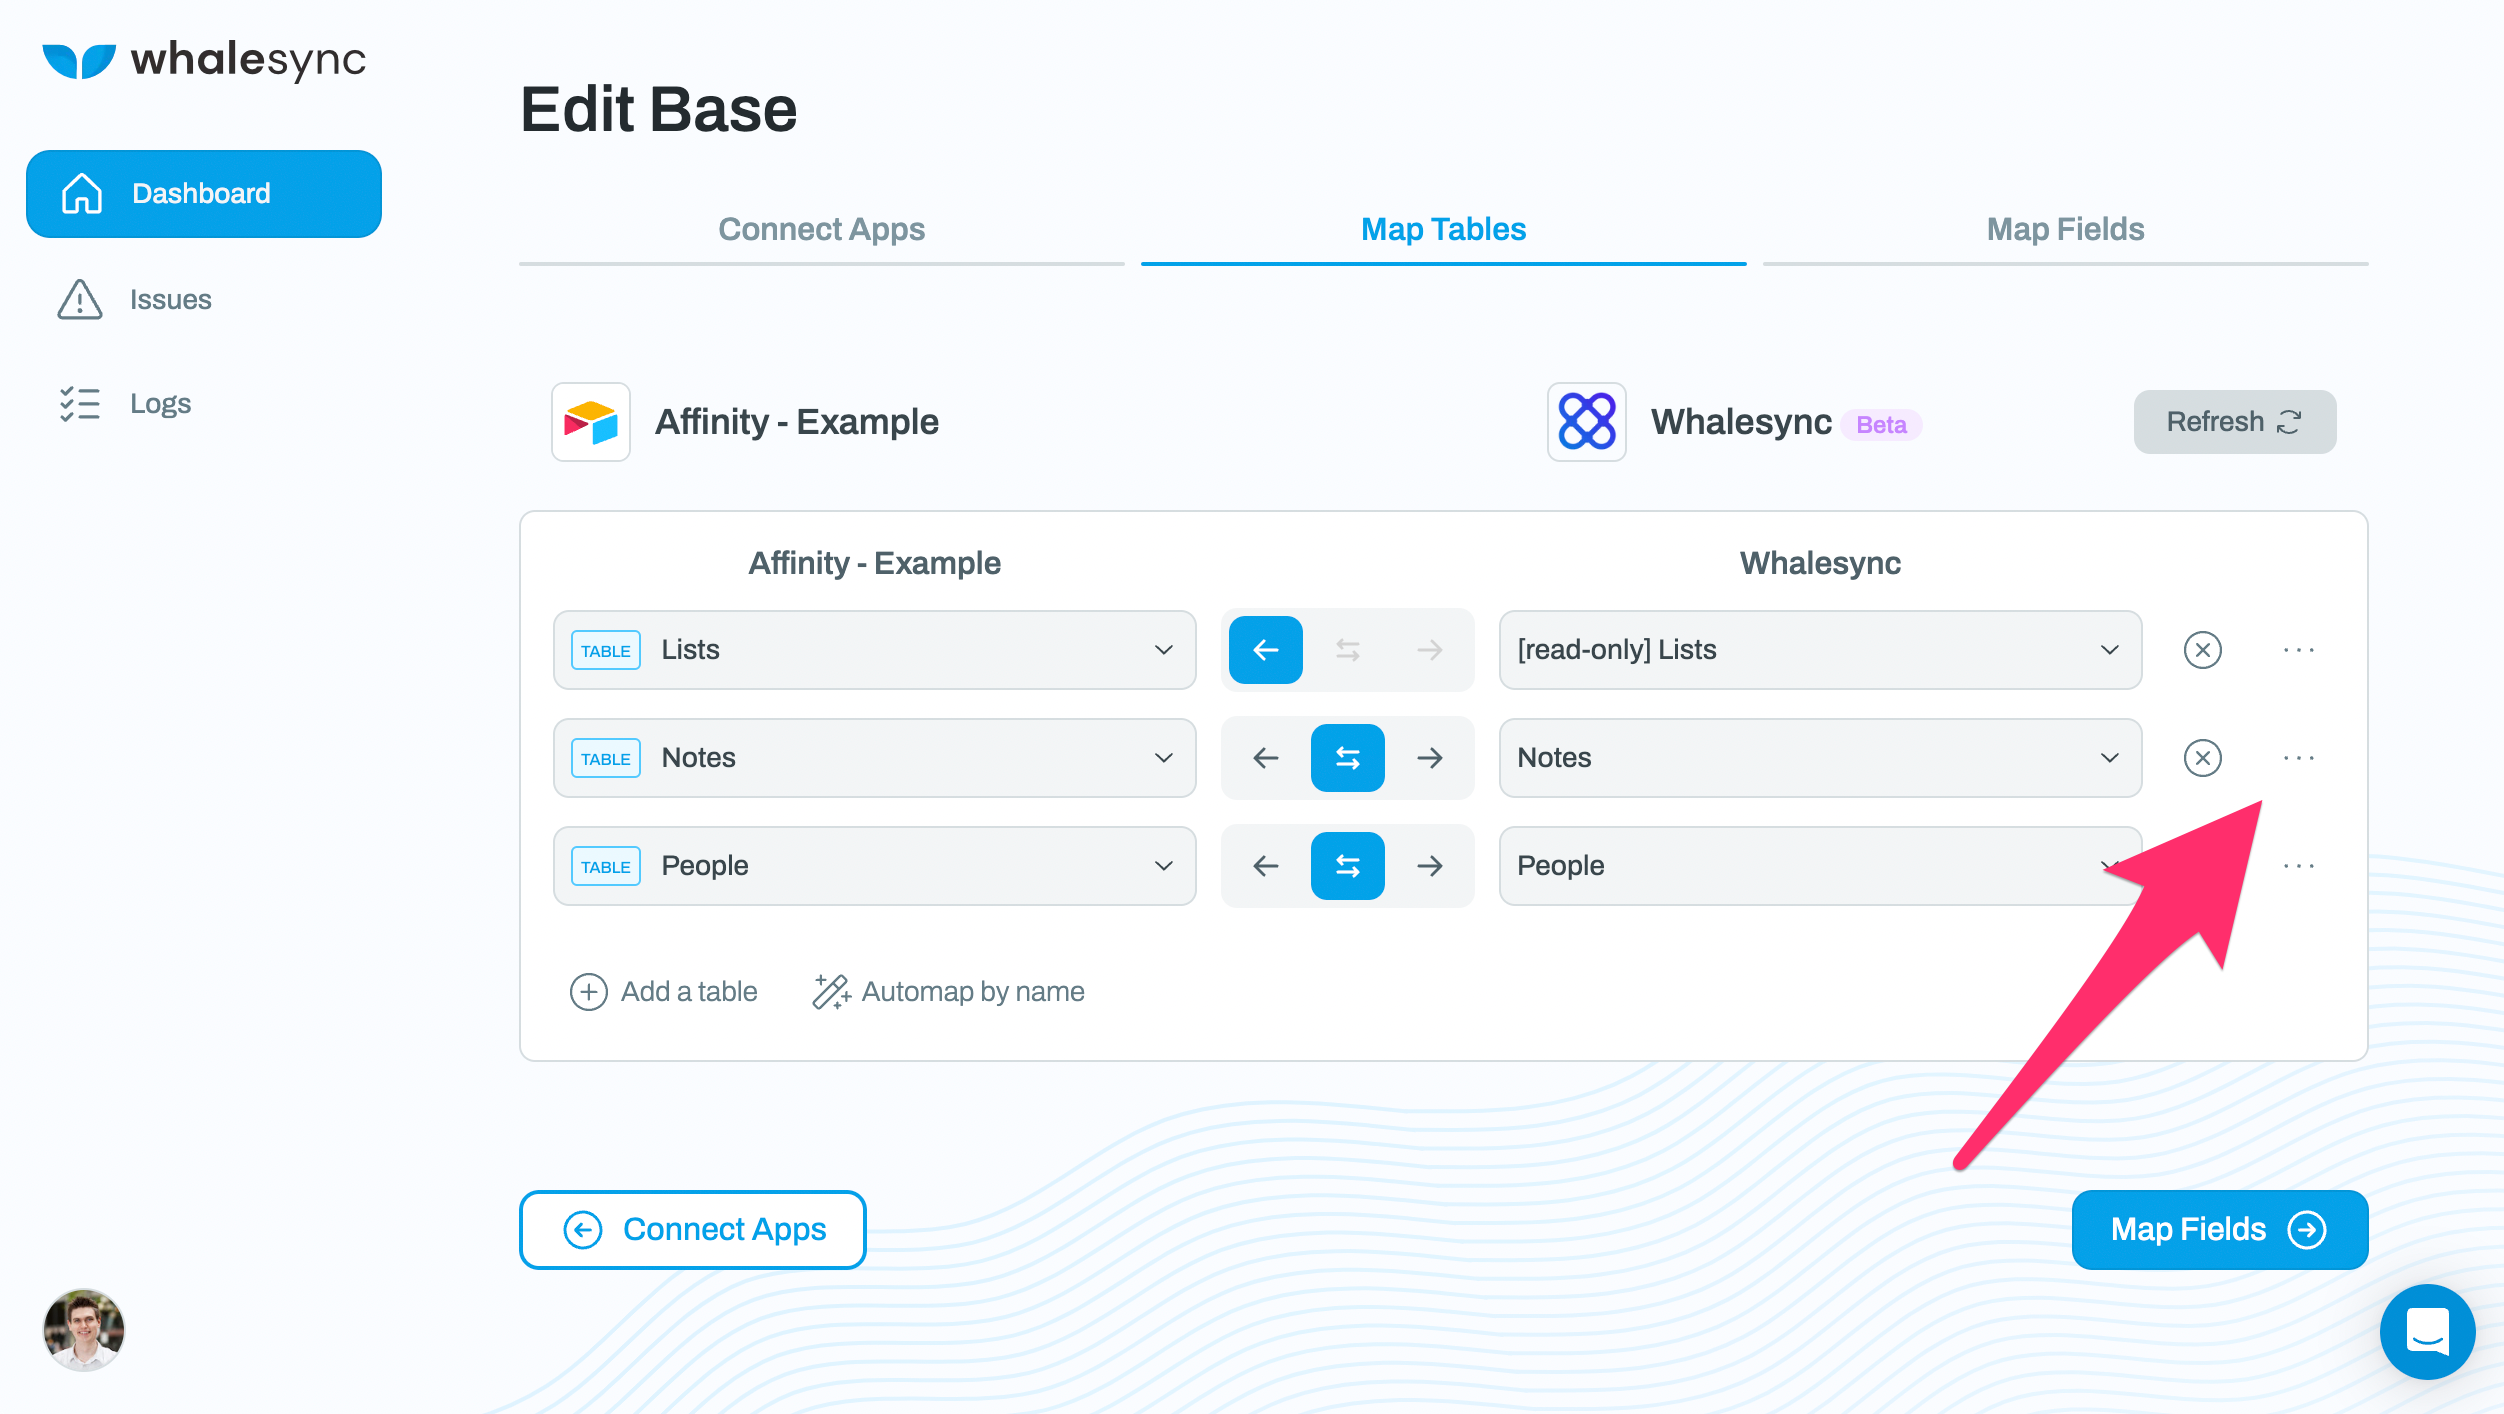 whalesync
Edit Base
Dashboard
Issues
Logs
Connect Apps
Map Tables
Map Fields
Affinity - Example
Whalesync Beta
Refresh
Affinity - Example
Whalesync
TABLE Lists
[read-only] Lists
TABLE Notes
Notes
TABLE People
People
Add a table
Automap by name
Connect Apps
Map Fields